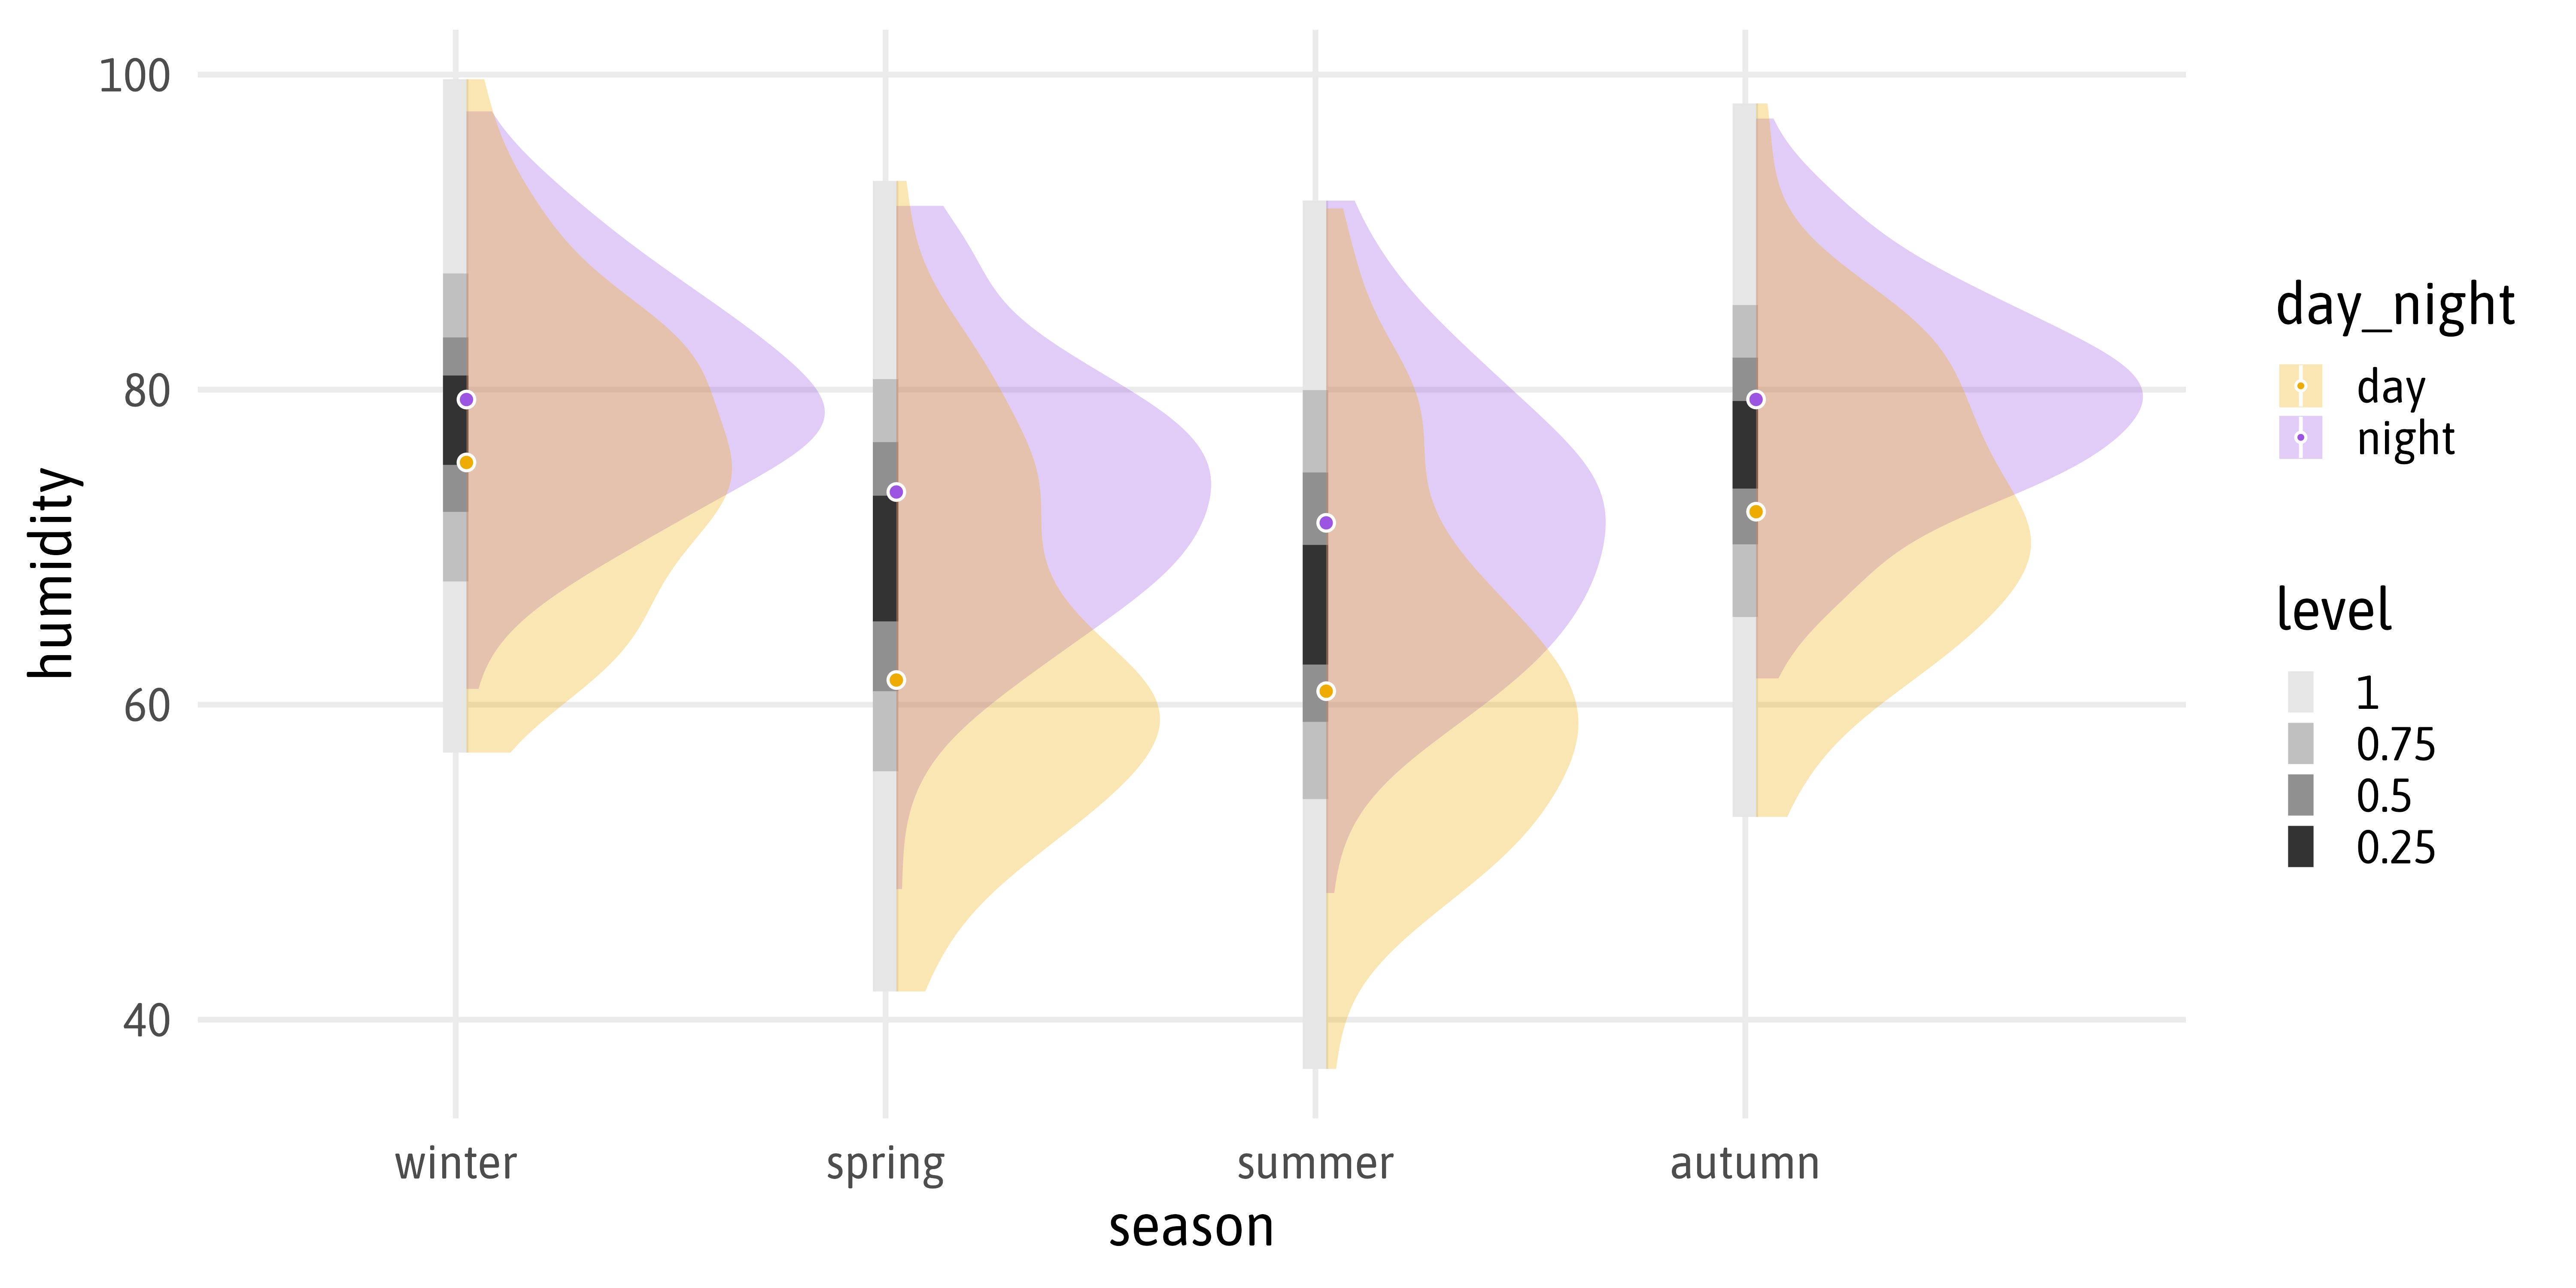 100
80
60
40
humidity
winter
spring
summer
autumn
season
day_night
day
night
level
1
0.75
0.5
0.25